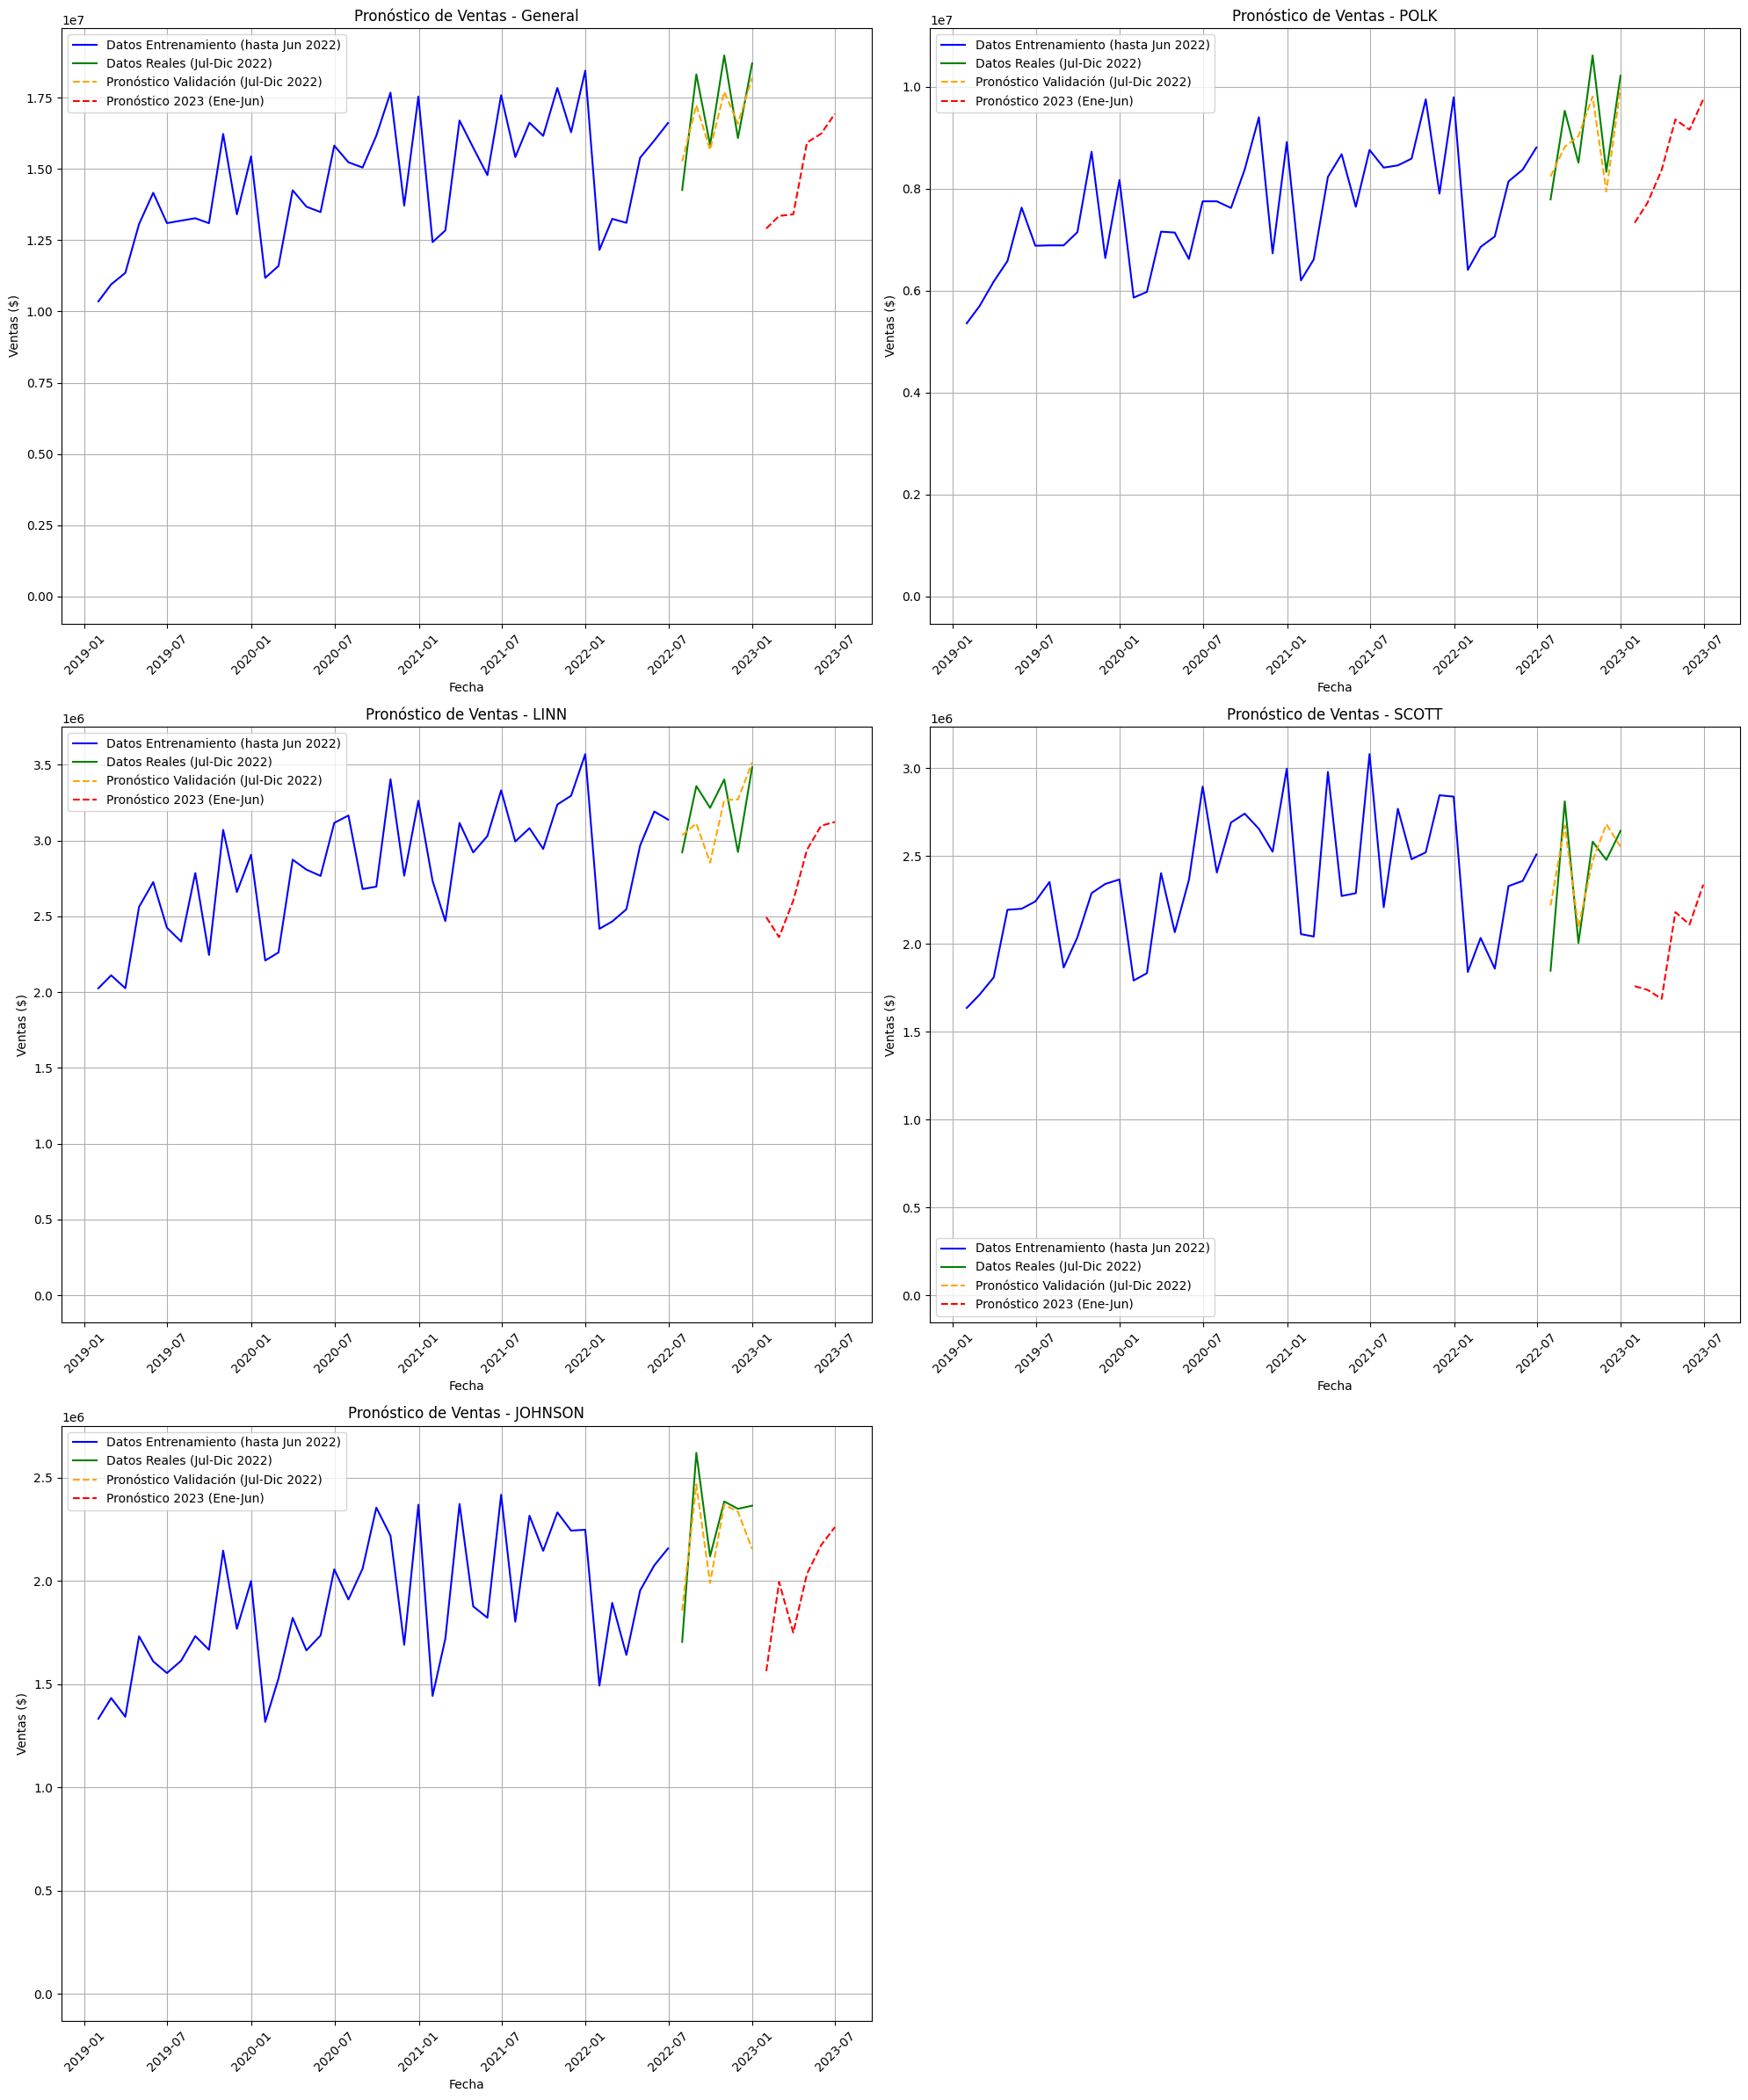 Pronóstico de Ventas - General
1e7
Datos Entrenamiento (hasta Jun 2022)
Datos Reales (Jul-Dic 2022)
Pronóstico Validación (Jul-Dic 2022)
Pronóstico 2023 (Ene-Jun)
1.75
1.50
1.25
1.00
0.75
0.50
0.25
0.00
Ventas ($)
2019-01
2019-07
2020-01
2020-07
2021-01
2021-07
2022-01
2022-07
2023-01
2023-07
Fecha
Pronóstico de Ventas - POLK
1e7
Datos Entrenamiento (hasta Jun 2022)
Datos Reales (Jul-Dic 2022)
Pronóstico Validación (Jul-Dic 2022)
Pronóstico 2023 (Ene-Jun)
1.0
0.8
0.6
0.4
0.2
0.0
Ventas ($)
2019-01
2019-07
2020-01
2020-07
2021-01
2021-07
2022-01
2022-07
2023-01
2023-07
Fecha
Pronóstico de Ventas - LINN
1e6
Datos Entrenamiento (hasta Jun 2022)
Datos Reales (Jul-Dic 2022)
Pronóstico Validación (Jul-Dic 2022)
Pronóstico 2023 (Ene-Jun)
3.5
3.0
2.5
2.0
1.5
1.0
0.5
0.0
Ventas ($)
2019-01
2019-07
2020-01
2020-07
2021-01
2021-07
2022-01
2022-07
2023-01
2023-07
Fecha
Pronóstico de Ventas - SCOTT
1e6
3.0
2.5
2.0
1.5
1.0
0.5
0.0
Ventas ($)
Datos Entrenamiento (hasta Jun 2022)
Datos Reales (Jul-Dic 2022)
Pronóstico Validación (Jul-Dic 2022)
Pronóstico 2023 (Ene-Jun)
2019-01
2019-07
2020-01
2020-07
2021-01
2021-07
2022-01
2022-07
2023-01
2023-07
Fecha
Pronóstico de Ventas - JOHNSON
1e6
Datos Entrenamiento (hasta Jun 2022)
Datos Reales (Jul-Dic 2022)
Pronóstico Validación (Jul-Dic 2022)
Pronóstico 2023 (Ene-Jun)
2.5
2.0
1.5
1.0
0.5
0.0
Ventas ($)
2019-01
2019-07
2020-01
2020-07
2021-01
2021-07
2022-01
2022-07
2023-01
2023-07
Fecha